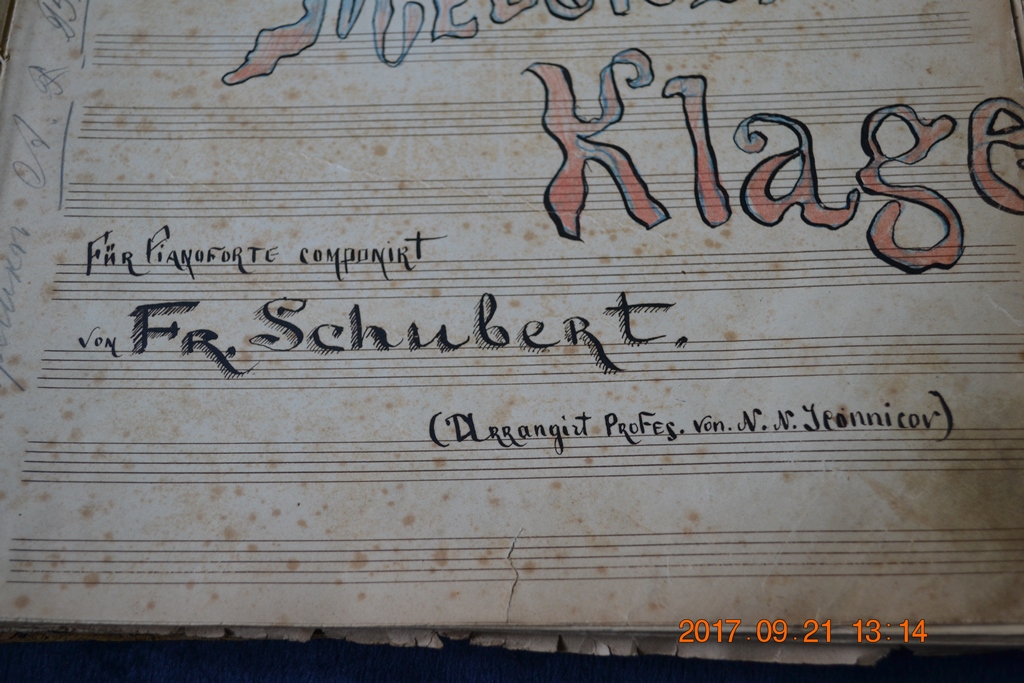 Klage
Für Pianoforte componirt
von Fr. Schubert.
(Arrangirt Profes. von. N. N. Jeonnicov)
2017.09.21 13:14